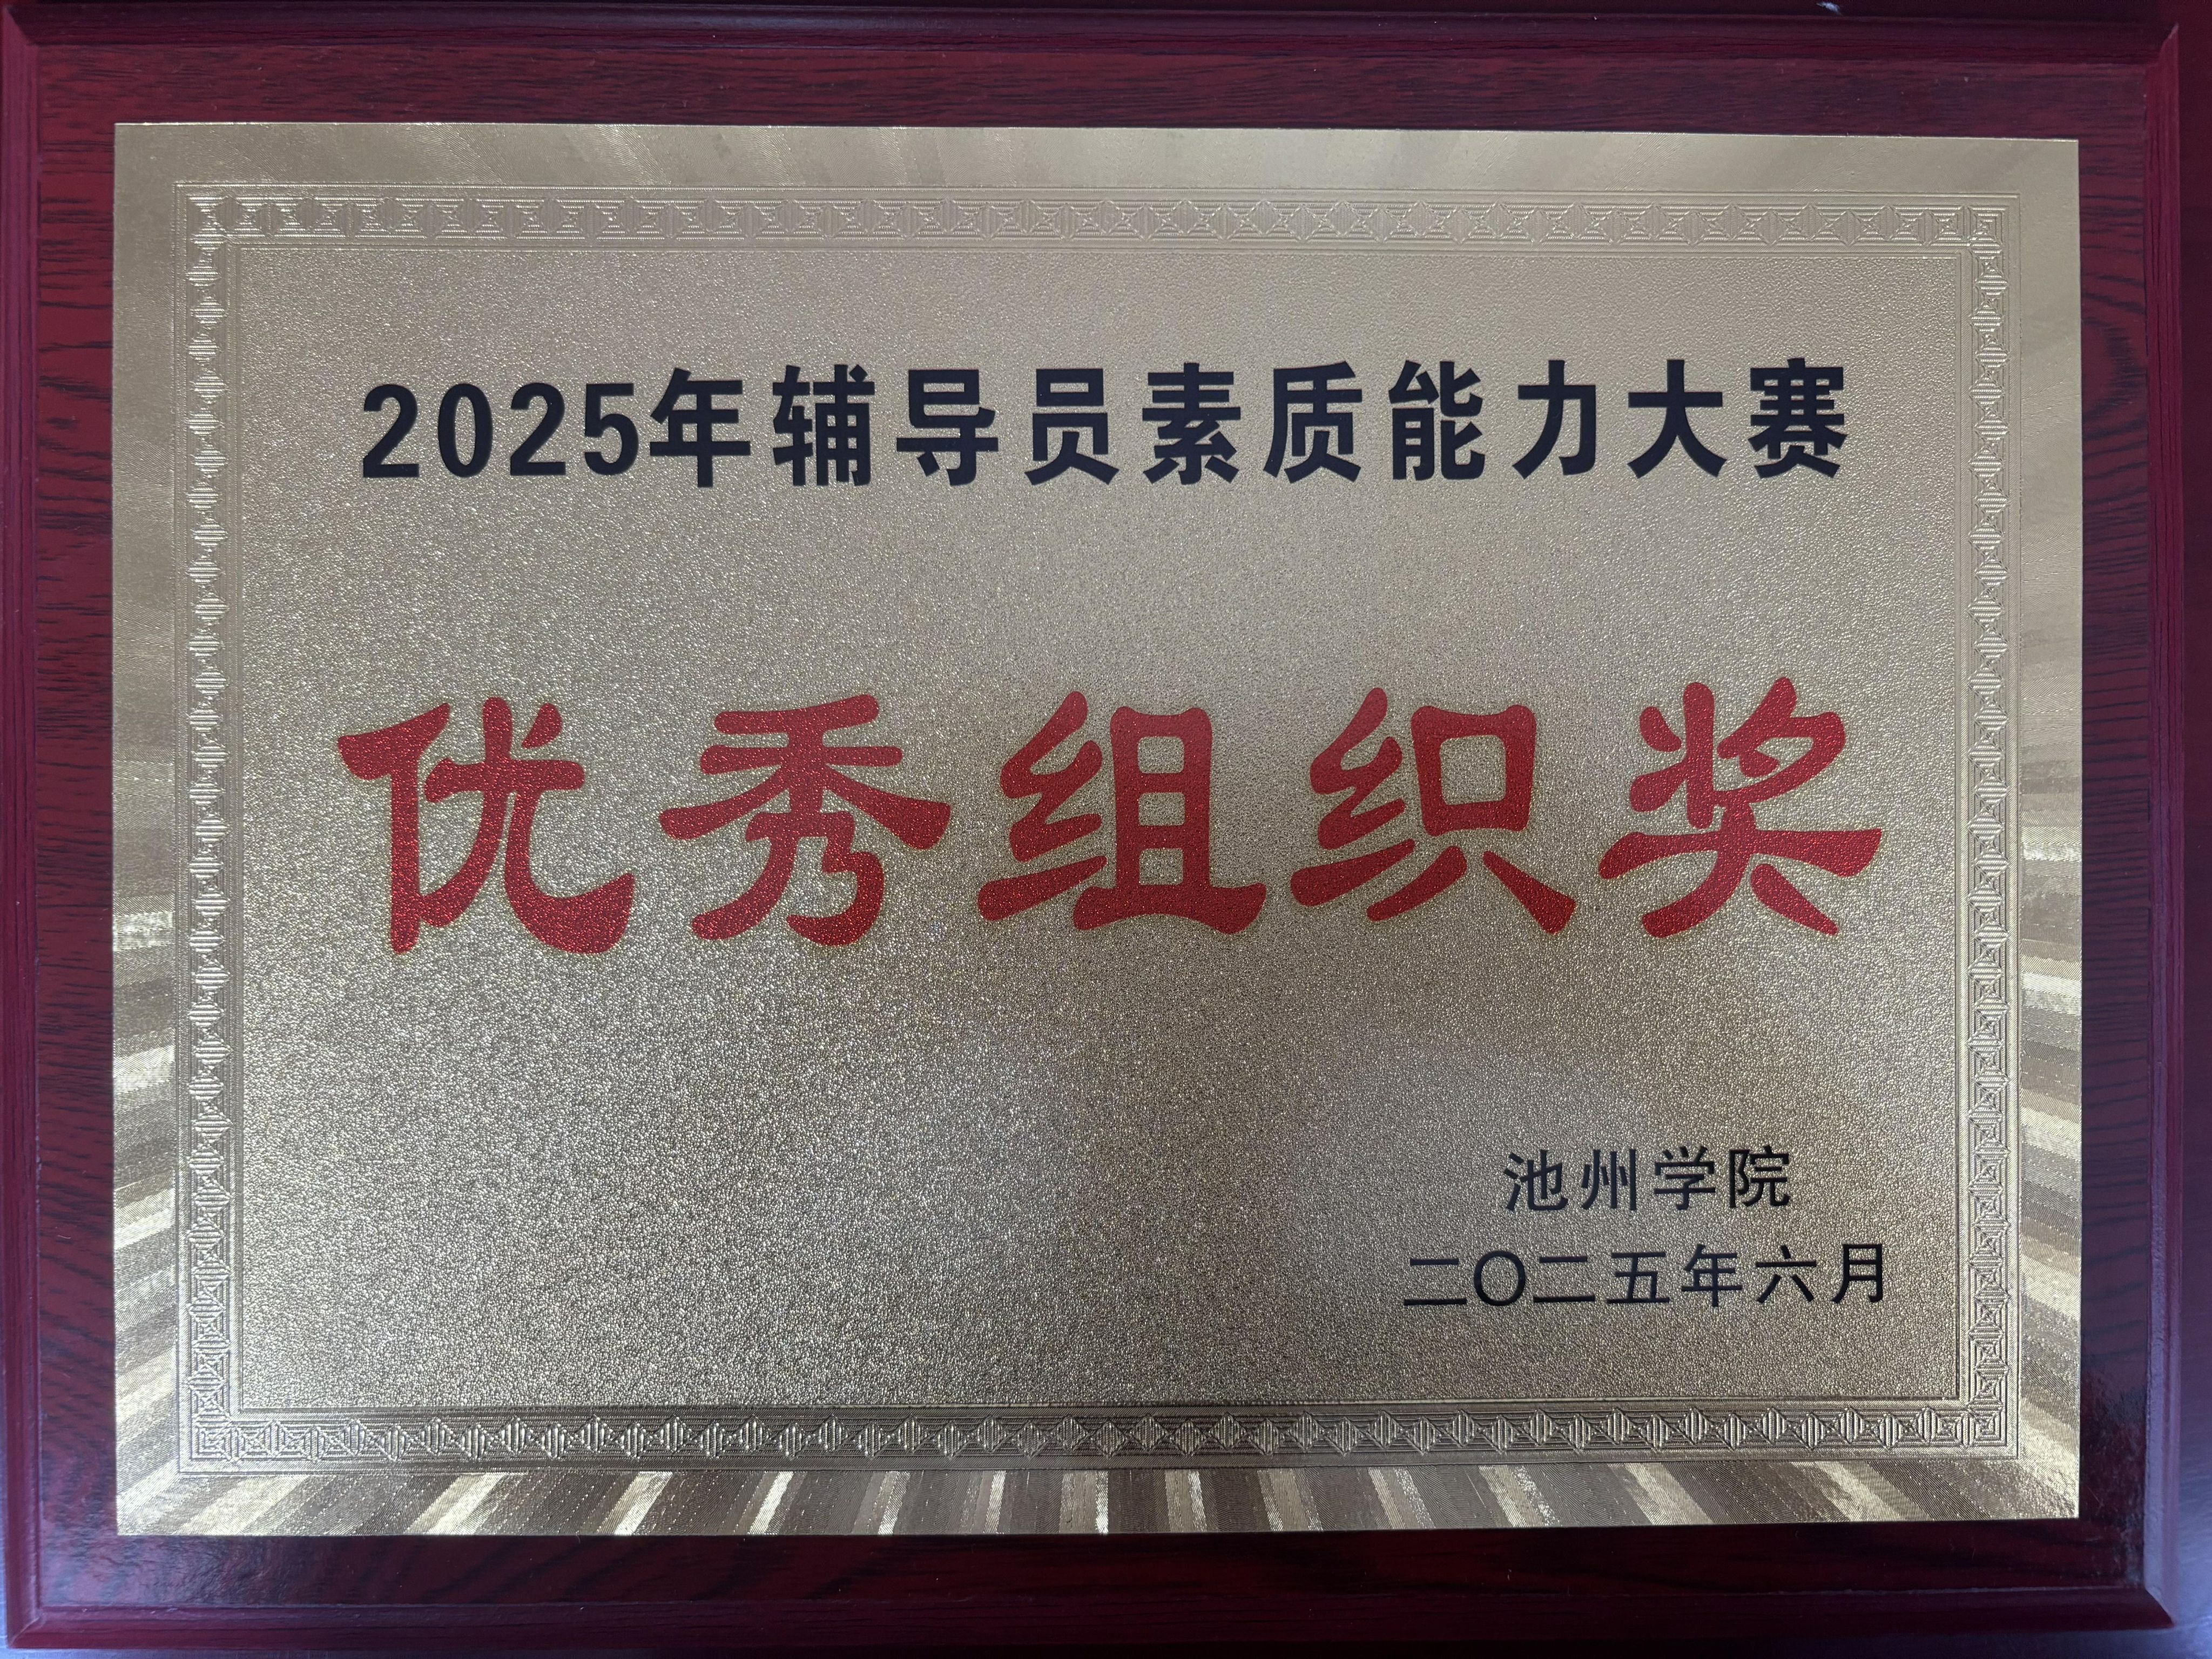 2025年辅导员素质能力大赛
优秀组织奖
池州学院
二〇二五年六月